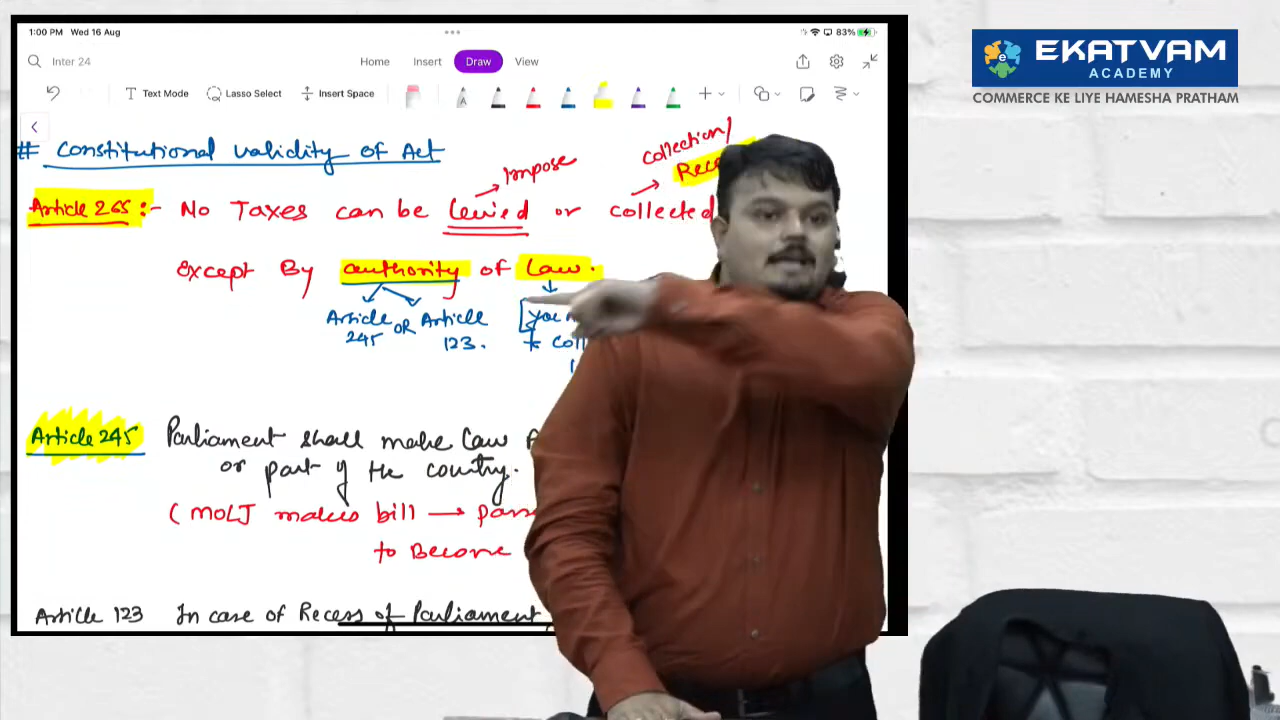 1:00 PM Wed 16 Aug
83%
Inter 24
Home Insert Draw View
Text Mode Lasso Select Insert Space
EKATVAM
ACADEMY
COMMERCE KE LIYE HAMESHA PRATHAM
# Constitutional validity of Act
Impose
Collection/
Article 265:- No Taxes can be levied or collected
Except By authority of Law.
Article 245 OR Article 123.
Article 245 Parliament shall make Law
or part of the country.
(MOLJ makes bill →
to Become
Article 123 In case of Recess of Parliament